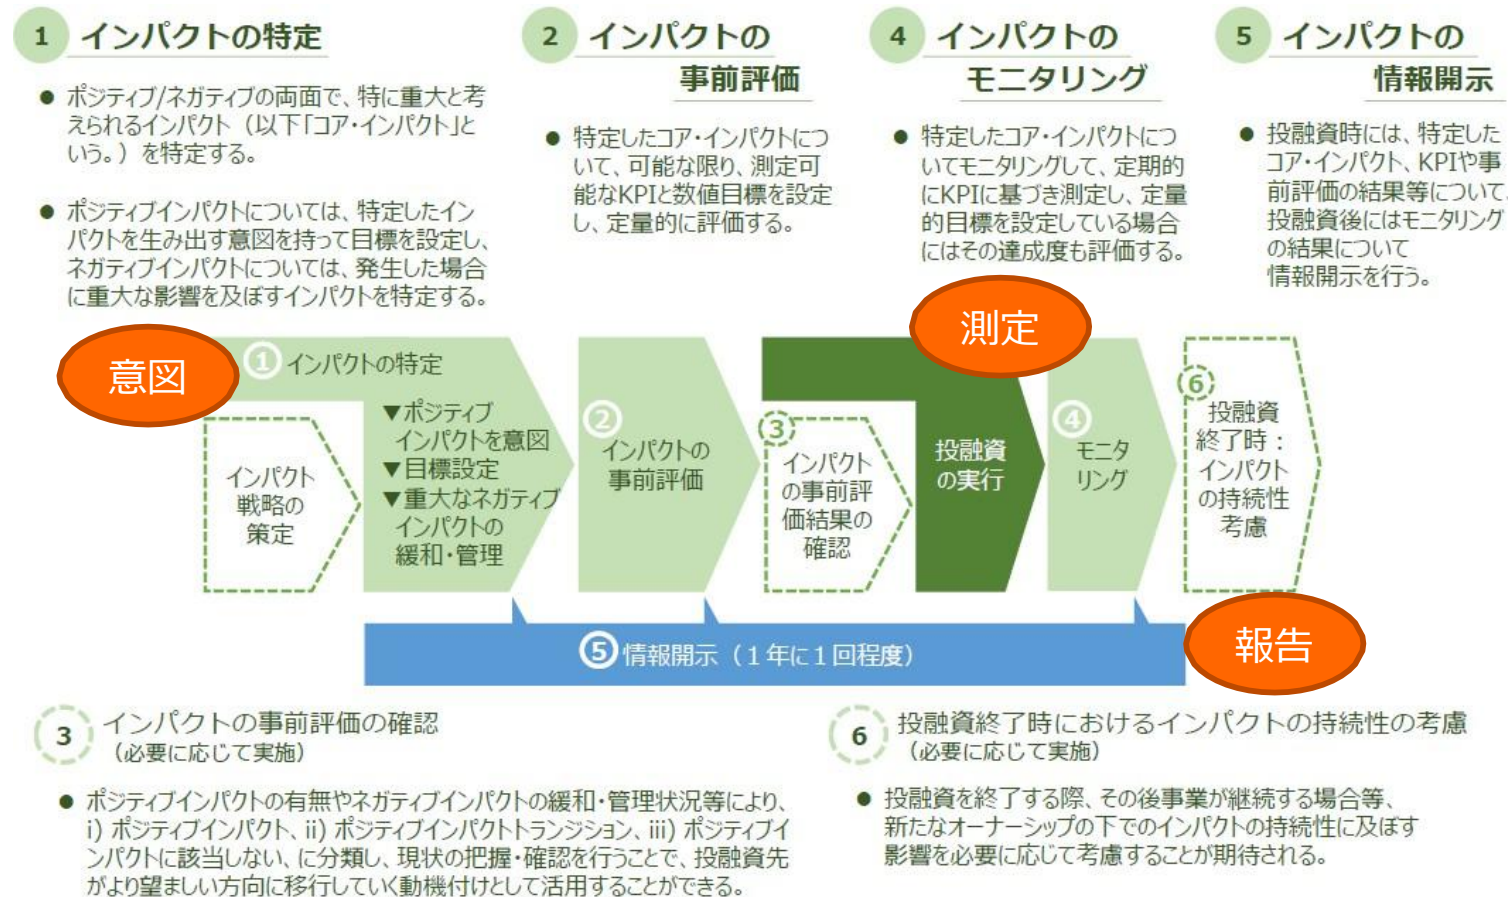 1 インパクトの特定
● ポジティブ/ネガティブの両面で、特に重大と考
えられるインパクト（以下「コア・インパクト」と
いう。）を特定する。
● ポジティブインパクトについては、特定したイン
パクトを生み出す意図を持って目標を設定し、
ネガティブインパクトについては、発生した場合
に重大な影響を及ぼすインパクトを特定する。
2 インパクトの
事前評価
● 特定したコア・インパクトにつ
いて、可能な限り、測定可
能なKPIと数値目標を設定
し、定量的に評価する。
4 インパクトの
モニタリング
● 特定したコア・インパクトにつ
いてモニタリングして、定期的
にKPIに基づき測定し、定量
的目標を設定している場合
にはその達成度も評価する。
5 インパクトの
情報開示
● 投融資時には、特定した
コア・インパクト、KPIや事
前評価の結果等について、
投融資後にはモニタリング
の結果について
情報開示を行う。
意図
測定
① インパクトの特定
▼ポジティブ
インパクトを意図
▼目標設定
▼重大なネガティブ
インパクトの
緩和・管理
インパクト
戦略の
策定
②
インパクトの
事前評価
③
インパクト
の事前評
価結果の
確認
投融資
の実行
④
モニタ
リング
⑥
投融資
終了時：
インパクト
の持続性
考慮
⑤情報開示（１年に１回程度）
報告
3 インパクトの事前評価の確認
（必要に応じて実施）
● ポジティブインパクトの有無やネガティブインパクトの緩和・管理状況等により、
i) ポジティブインパクト、ii) ポジティブインパクトトランジション、iii) ポジティブイ
ンパクトに該当しない、に分類し、現状の把握・確認を行うことで、投融資先
がより望ましい方向に移行していく動機付けとして活用することができる。
6 投融資終了時におけるインパクトの持続性の考慮
（必要に応じて実施）
● 投融資を終了する際、その後事業が継続する場合等、
新たなオーナーシップの下でのインパクトの持続性に及ぼす
影響を必要に応じて考慮することが期待される。